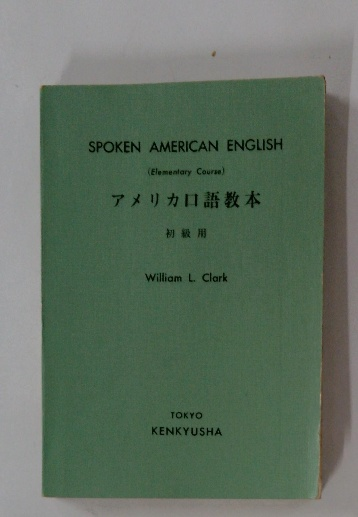 SPOKEN AMERICAN ENGLISH
(Elementary Course)
アメリカ口語教本
初級用
William L. Clark
TOKYO
KENKYUSHA